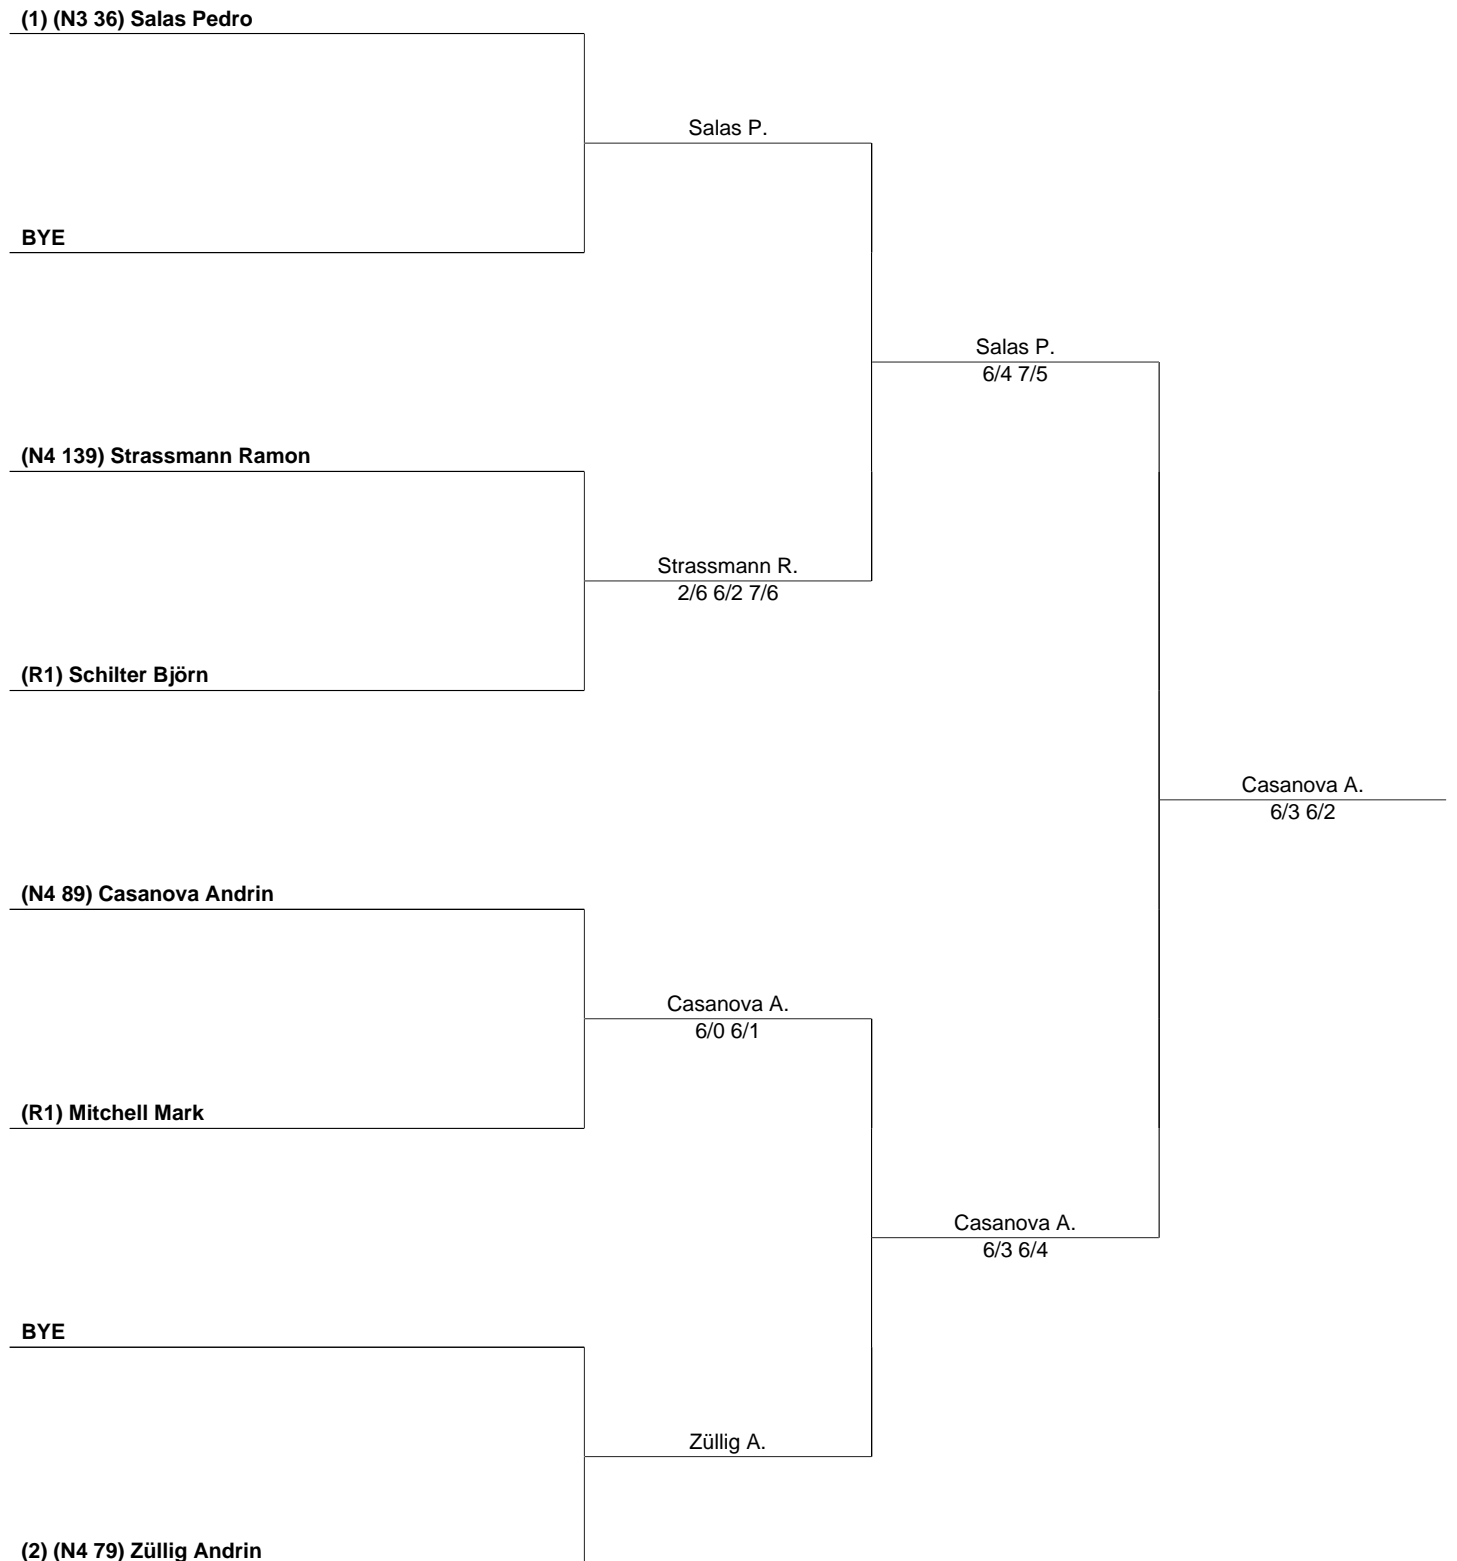 (1) (N3 36) Salas Pedro
Salas P.
BYE
Salas P.
6/4 7/5
(N4 139) Strassmann Ramon
Strassmann R.
2/6 6/2 7/6
(R1) Schilter Björn
Casanova A.
6/3 6/2
(N4 89) Casanova Andrin
Casanova A.
6/0 6/1
(R1) Mitchell Mark
Casanova A.
6/3 6/4
BYE
Züllig A.
(2) (N4 79) Züllig Andrin